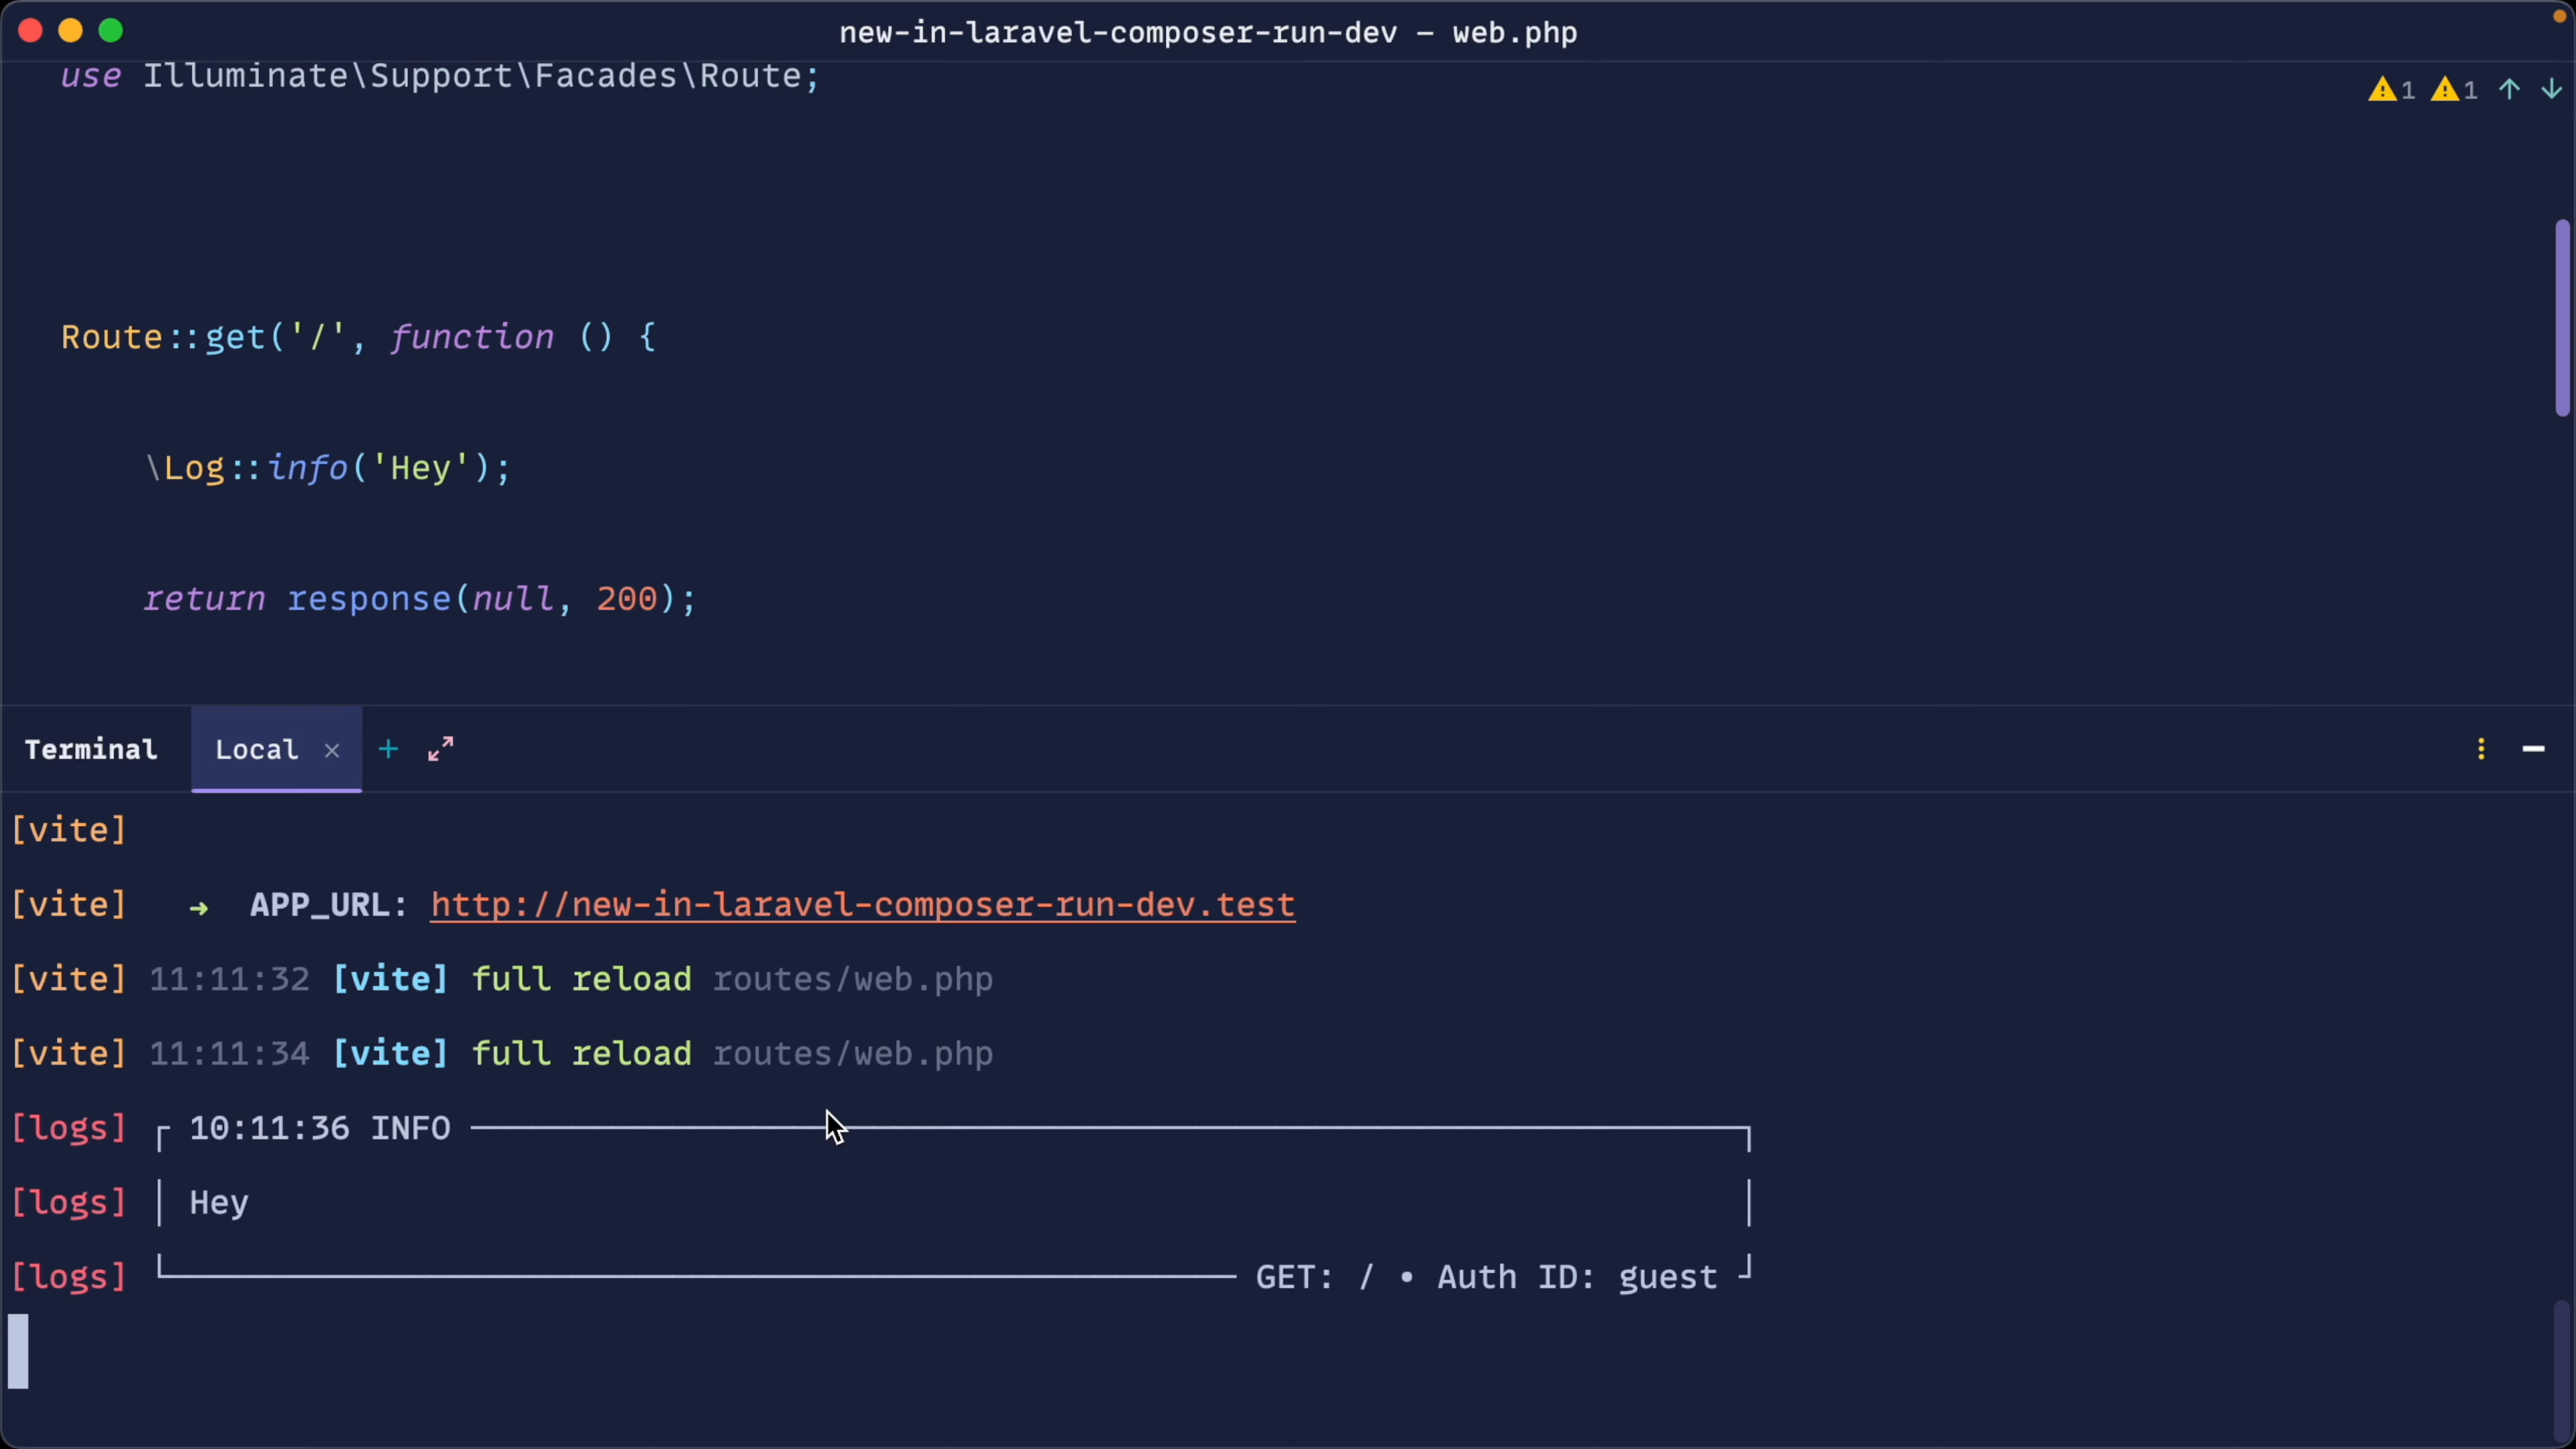 new-in-laravel-composer-run-dev – web.php
use Illuminate\Support\Facades\Route;
1 1
Route::get('/', function () {
\Log::info('Hey');
return response(null, 200);
Terminal Local
[vite]
[vite] ➜ APP_URL: http://new-in-laravel-composer-run-dev.test
[vite] 11:11:32 [vite] full reload routes/web.php
[vite] 11:11:34 [vite] full reload routes/web.php
[logs] ┌ 10:11:36 INFO ─────────────┐
[logs] │ Hey │
[logs] └───────────── GET: / • Auth ID: guest ┘